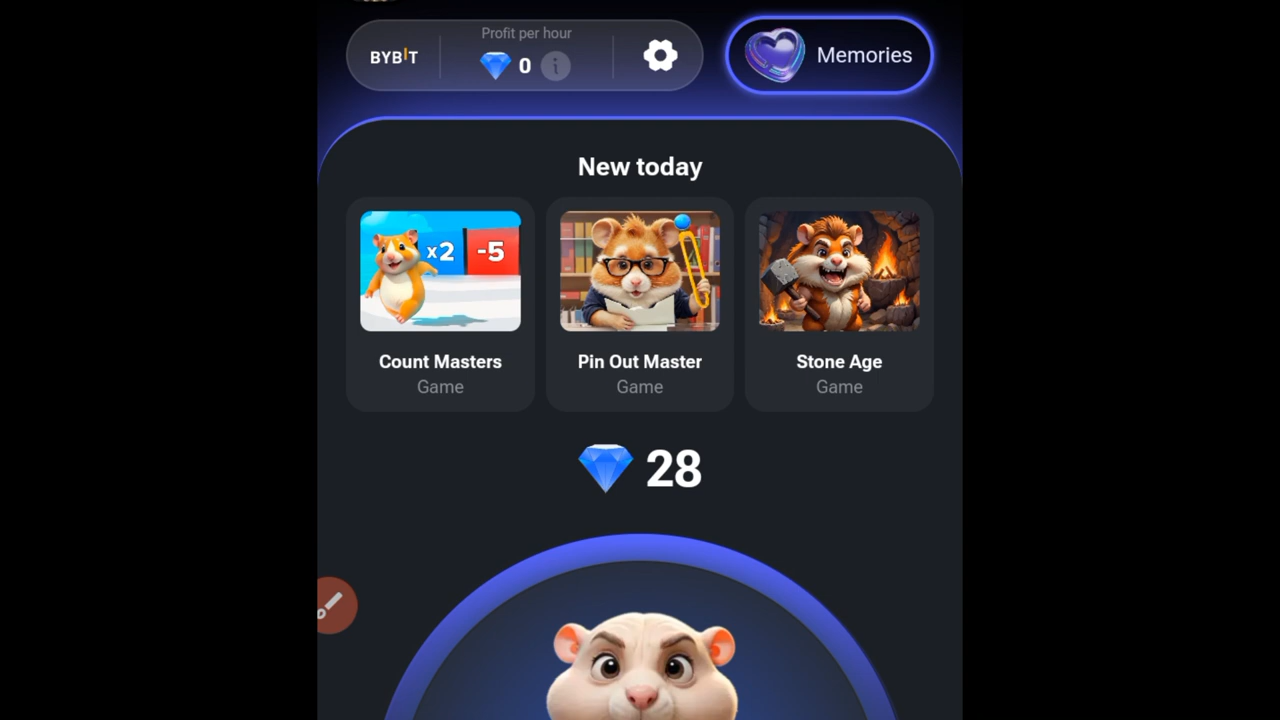 BYBIT
Profit per hour
0
i
Memories
New today
x2
-5
Count Masters
Game
Pin Out Master
Game
Stone Age
Game
28